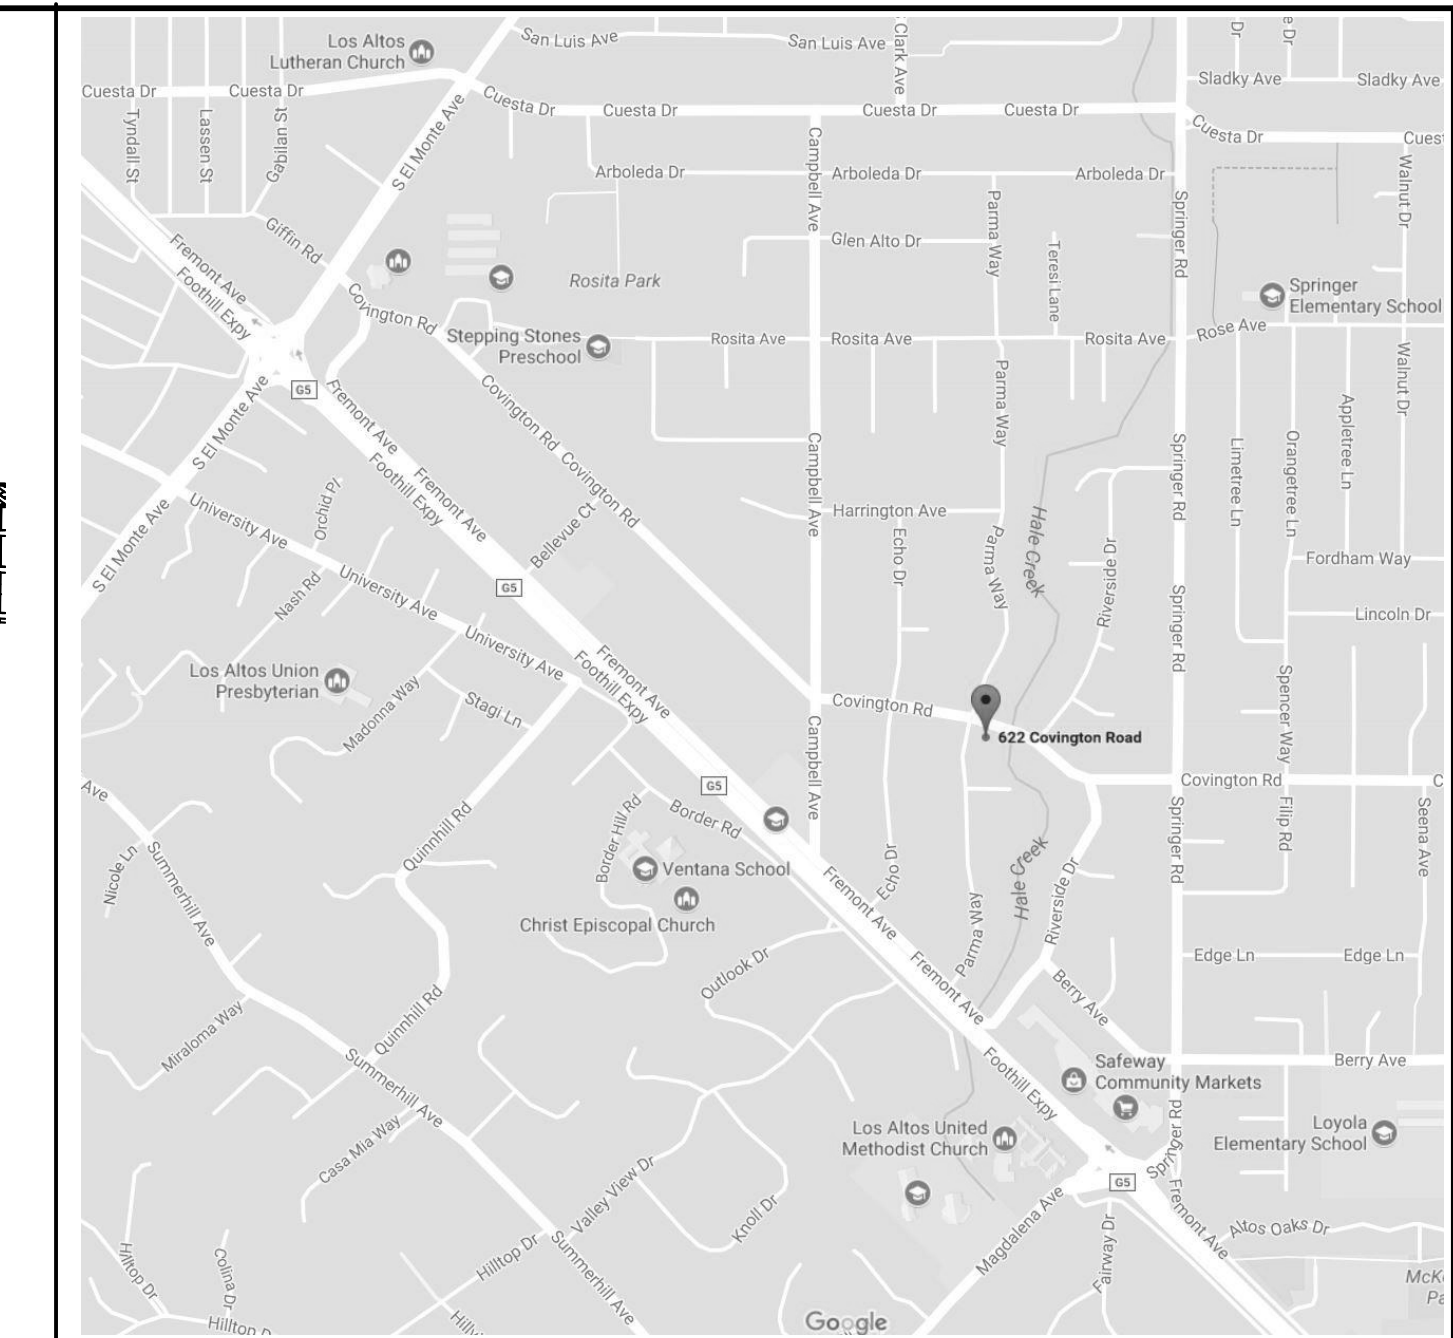 San Luis Ave
San Luis Ave
Clark Ave
Dr
e Dr
Los Altos
Lutheran Church
Sladky Ave
Sladky Ave
Cuesta Dr
Cuesta Dr
Cuesta Dr
Cuesta Dr
Cuesta Dr
Cuesta Dr
Cuesta Dr
Cuest
Tyndall St
Lassen St
Gabilan St
S El Monte Ave
Campbell Ave
Arboleda Dr
Arboleda Dr
Arboleda Dr
Walnut Dr
Parma Way
Springer Rd
Giffin Rd
Glen Alto Dr
Teresi Lane
Fremont Ave
Foothill Expy
Rosita Park
Springer
Elementary School
Covington Rd
Stepping Stones
Preschool
Rosita Ave
Rosita Ave
Rosita Ave
Rose Ave
G5
Fremont Ave
Covington Rd
Parma Way
Walnut Dr
S El Monte Ave
Appletree Ln
Foothill Expy
Fremont Ave
Covington Rd
Campbell Ave
Springer Rd
Limetree Ln
Orangetree Ln
University Ave
Orchid Pl
S El Monte Ave
Bellevue Ct
Harrington Ave
Echo Dr
Parma Way
Hale Creek
Riverside Dr
Fordham Way
G5
Nash Rd
University Ave
Springer Rd
Lincoln Dr
University Ave
Los Altos Union
Presbyterian
Fremont Ave
Foothill Expy
Madonna Way
Stagi Ln
Covington Rd
Spencer Way
622 Covington Road
Campbell Ave
Covington Rd
C
G5
Ave
Border Rd
Border Hill Rd
Quinnhill Rd
Springer Rd
Filip Rd
Seena Ave
Nicole Ln
Summerhill Ave
Ventana School
Echo Dr
Fremont Ave
Hale Creek
Riverside Dr
Christ Episcopal Church
Parma Way
Edge Ln
Edge Ln
Outlook Dr
Fremont Ave
Berry Ave
Miraloma Way
Quinnhill Rd
Summerhill Ave
Foothill Expy
Safeway
Community Markets
Berry Ave
Casa Mia Way
Los Altos United
Methodist Church
Springer Rd
Loyola
Elementary School
G5
Valley View Dr
Knoll Dr
Magdalena Ave
Fairway Dr
Fremont Ave
Altos Oaks Dr
Hilltop Dr
Colina Dr
Hilltop Dr
Summerhill Ave
McK
Pa
Hilltop D
Google